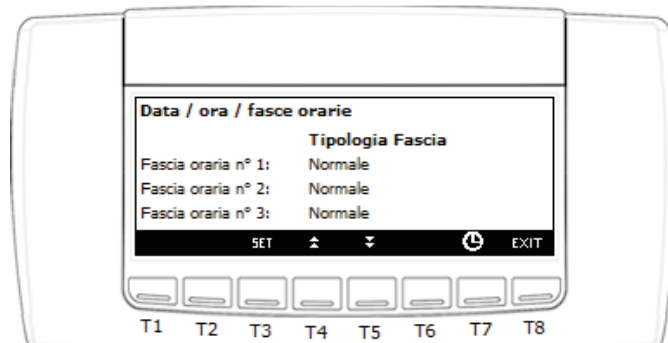 Data / ora / fasce orarie
Tipologia Fascia
Fascia oraria n° 1: Normale
Fascia oraria n° 2: Normale
Fascia oraria n° 3: Normale
SET EXIT
T1 T2 T3 T4 T5 T6 T7 T8